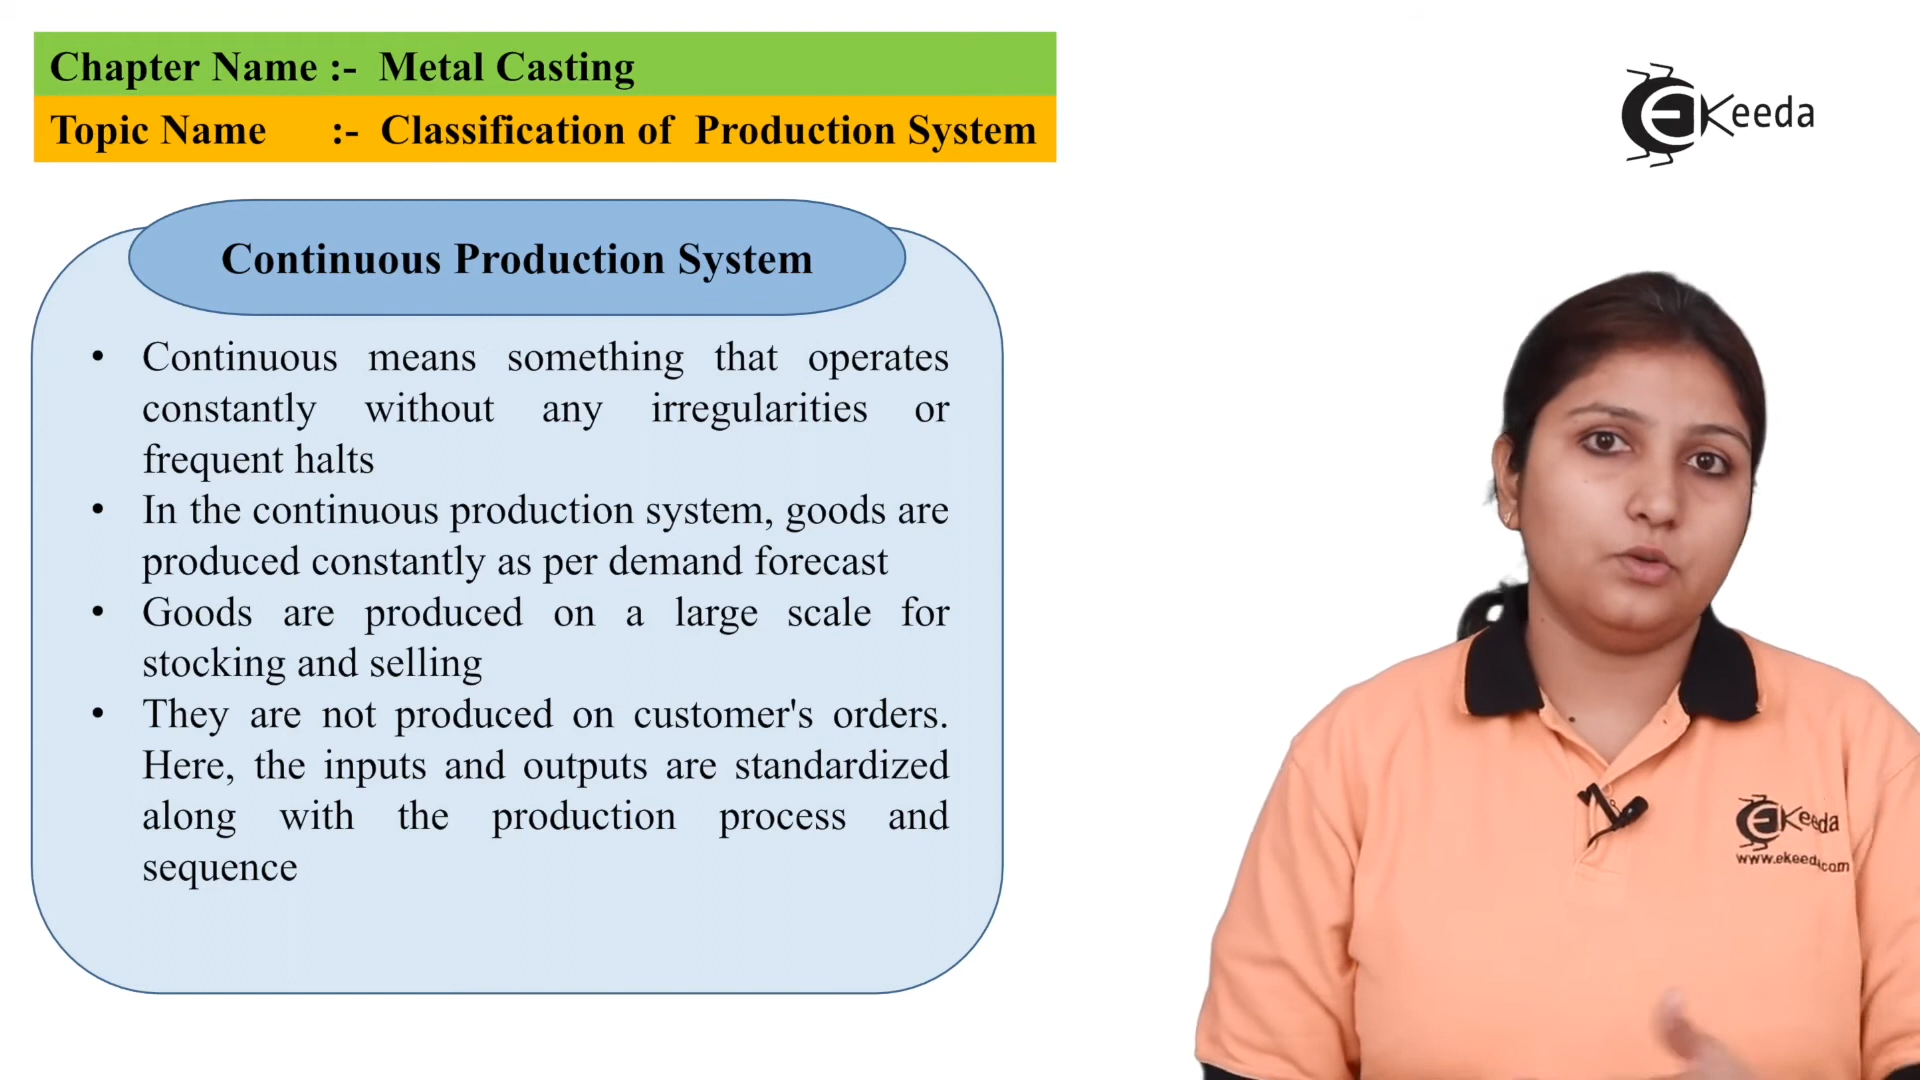 Chapter Name :- Metal Casting
Topic Name :- Classification of Production System
EKeeda
Continuous Production System
• Continuous means something that operates
constantly without any irregularities or
frequent halts
• In the continuous production system, goods are
produced constantly as per demand forecast
• Goods are produced on a large scale for
stocking and selling
• They are not produced on customer's orders.
Here, the inputs and outputs are standardized
along with the production process and
sequence
EKeeda
www.ekeeda.com